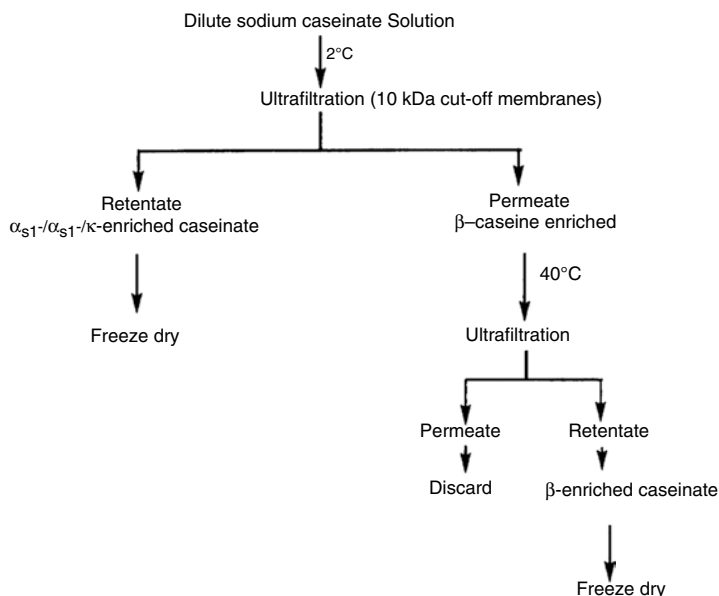 Dilute sodium caseinate Solution
2°C
Ultrafiltration (10 kDa cut-off membranes)
Retentate
αs1-/αs1-/κ-enriched caseinate
Freeze dry
Permeate
β–caseine enriched
40°C
Ultrafiltration
Permeate
Discard
Retentate
β-enriched caseinate
Freeze dry